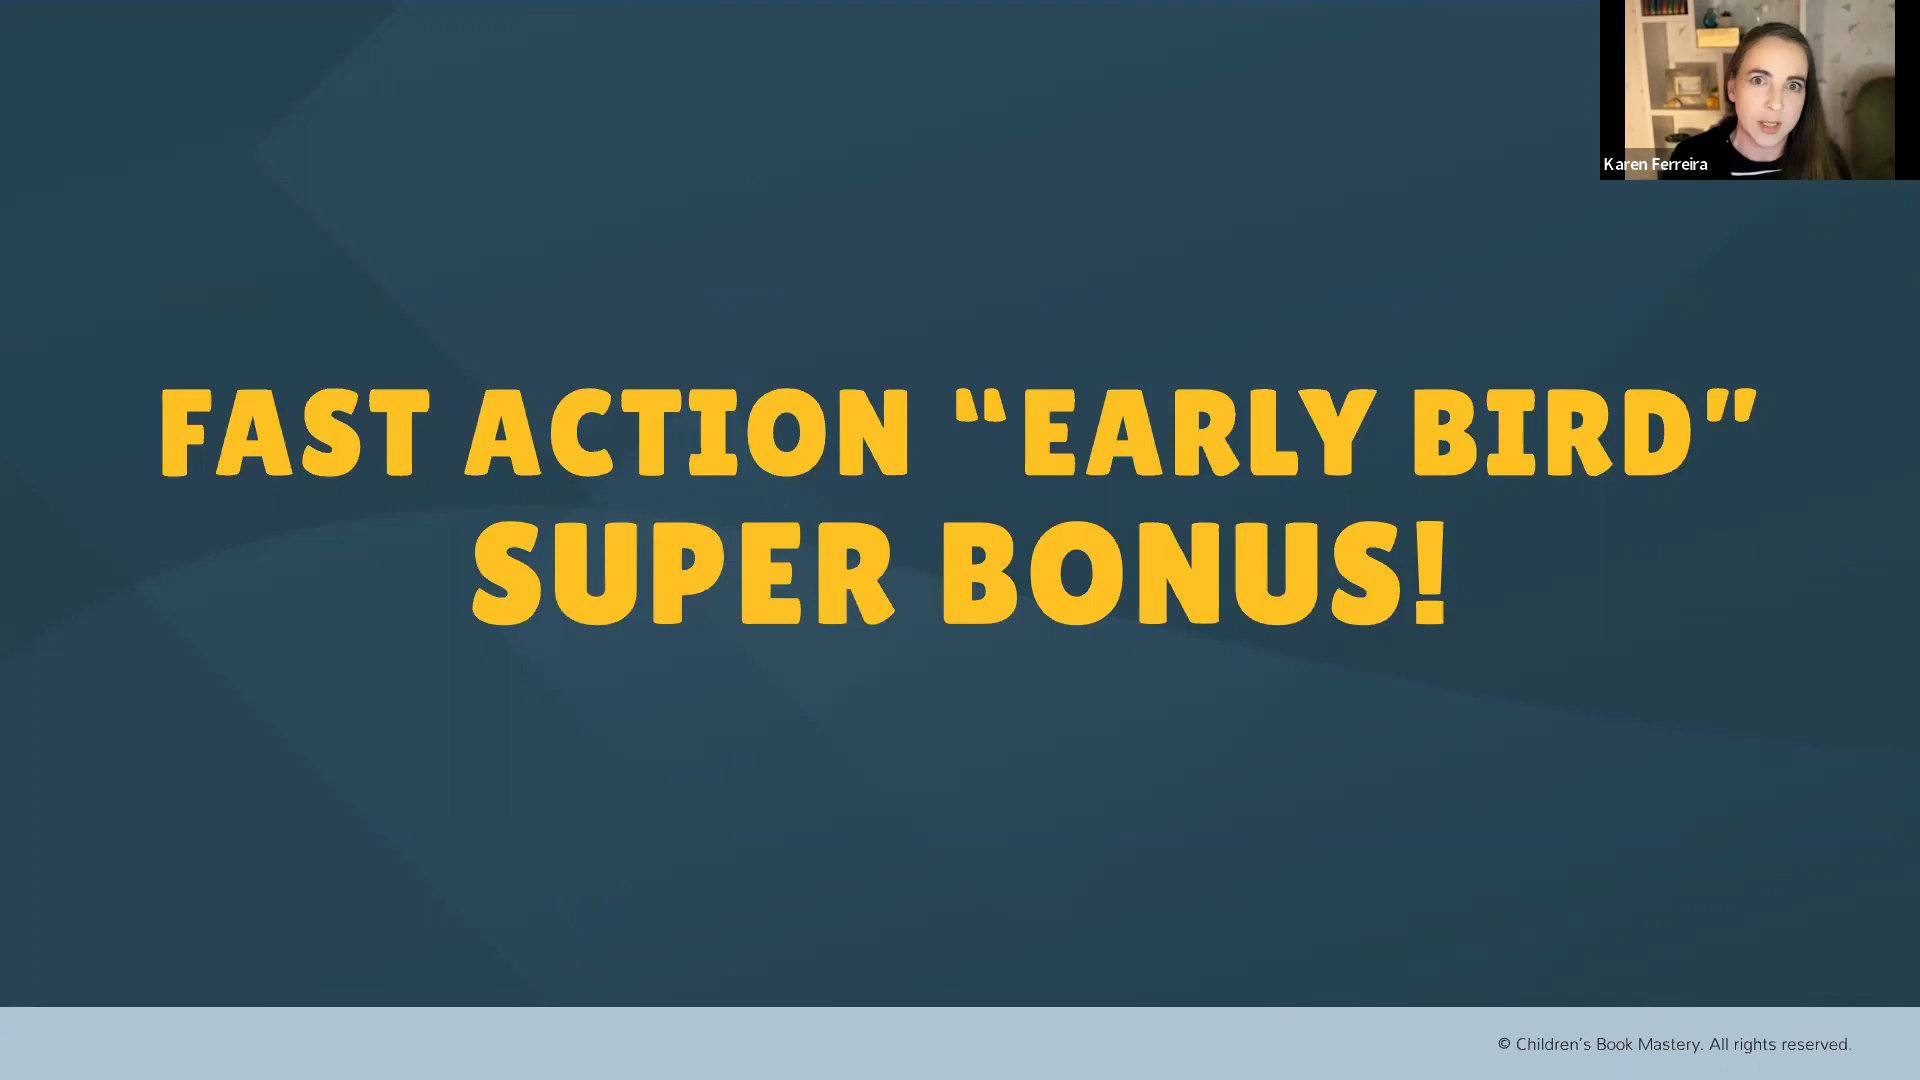 Karen Ferreira
FAST ACTION “EARLY BIRD”
SUPER BONUS!
© Children’s Book Mastery. All rights reserved.